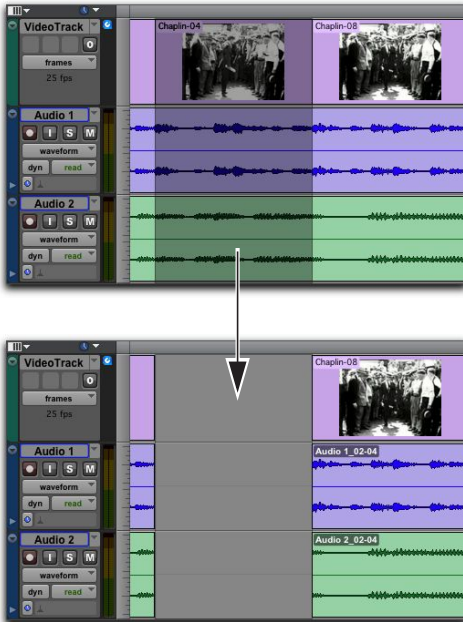 VideoTrack
Chaplin-04
Chaplin-08
O
frames
25 fps
Audio 1
I S M
waveform
dyn read
Audio 2
I S M
waveform
dyn read
VideoTrack
Chaplin-08
O
frames
25 fps
Audio 1
Audio 1_02-04
I S M
waveform
dyn read
Audio 2
Audio 2_02-04
I S M
waveform
dyn read